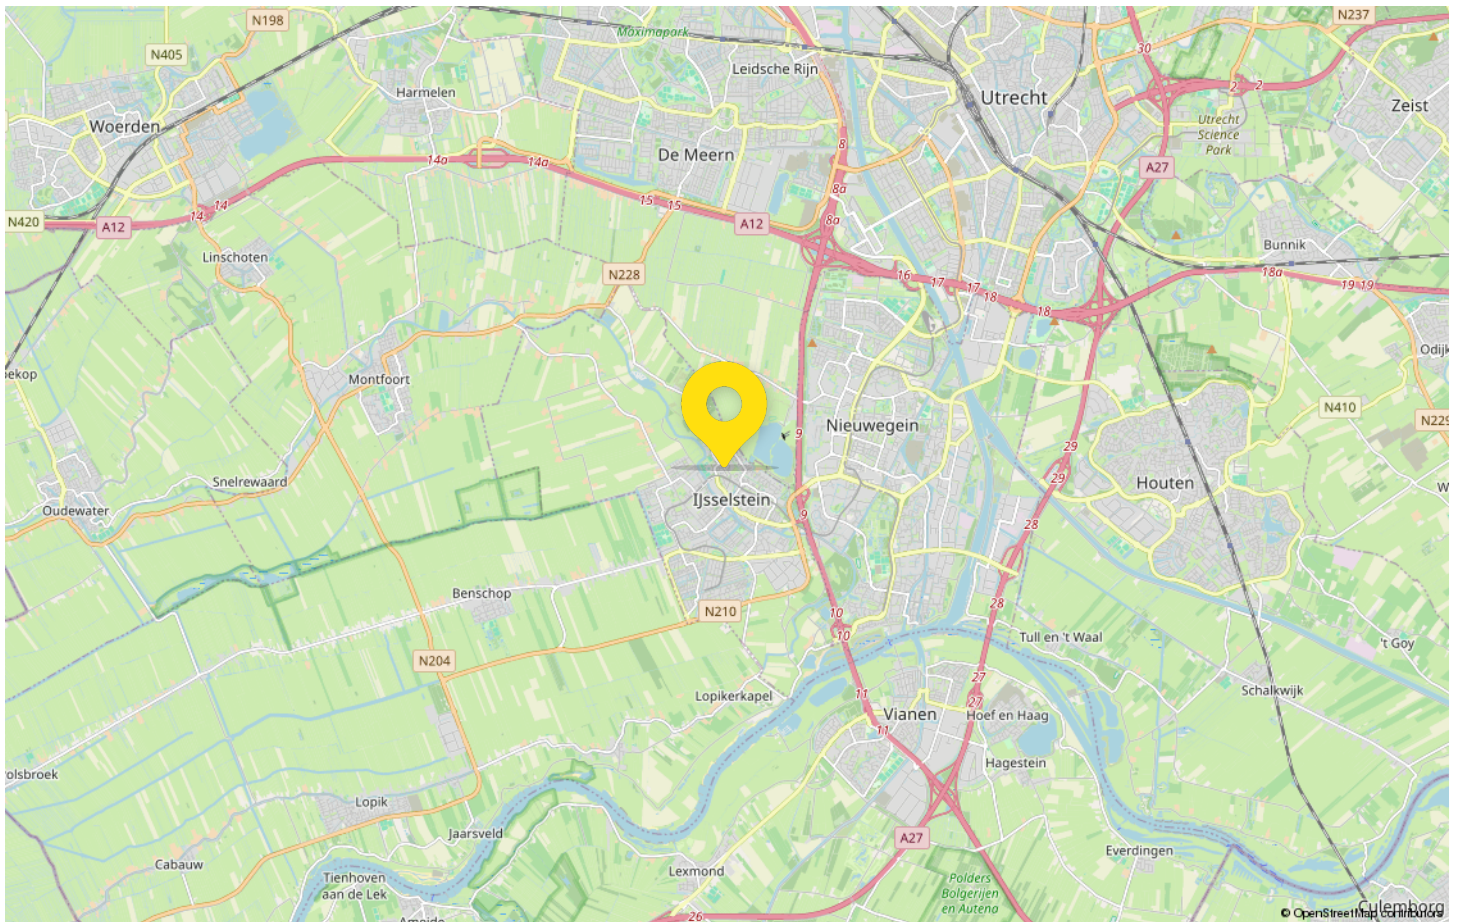 N198
N237
Maximapark
N405
30
Leidsche Rijn
2
2
Harmelen
Utrecht
Zeist
Woerden
Utrecht
Science
Park
8
De Meern
14a
14a
A27
8a
15
15
14
14
8a
N420
A12
A12
Bunnik
Linschoten
N228
16
17
17
18
18a
19
19
18
Odijk
Montfoort
N410
N229
Nieuwegein
9
29
29
Snelrewaard
Houten
IJsselstein
Oudewater
9
28
28
Benschop
N210
10
10
Tull en 't Waal
't Goy
N204
27
Schalkwijk
Lopikerkapel
11
27
Vianen
Hoef en Haag
11
Hagestein
Lopik
Jaarsveld
A27
Cabauw
Everdingen
Lexmond
Tienhoven
aan de Lek
Polders
Bolgerijen
en Autena
Culemborg
26
© OpenStreetMap contributors